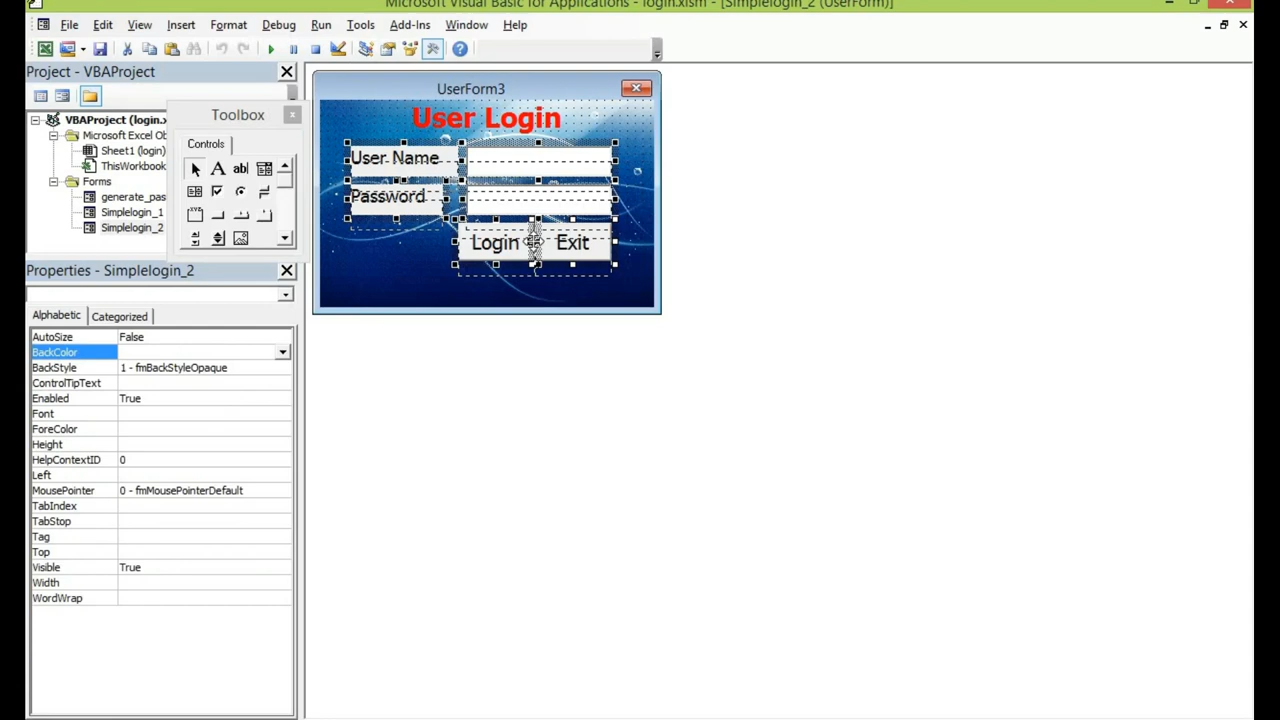 Microsoft Visual Basic for Applications - login.xlsm - [Simplelogin_2 (UserForm)]
File Edit View Insert Format Debug Run Tools Add-Ins Window Help
Project - VBAProject
VBAProject (login.
Microsoft Excel Ob
Sheet1 (login)
ThisWorkbook
Forms
generate_pas
Simplelogin_1
Simplelogin_2
Toolbox
Controls
A ab|
UserForm3
User Login
User Name
Password
Login Exit
Properties - Simplelogin_2
Alphabetic Categorized
AutoSize False
BackColor
BackStyle 1 - fmBackStyleOpaque
ControlTipText
Enabled True
Font
ForeColor
Height
HelpContextID 0
Left
MousePointer 0 - fmMousePointerDefault
TabIndex
TabStop
Tag
Top
Visible True
Width
WordWrap